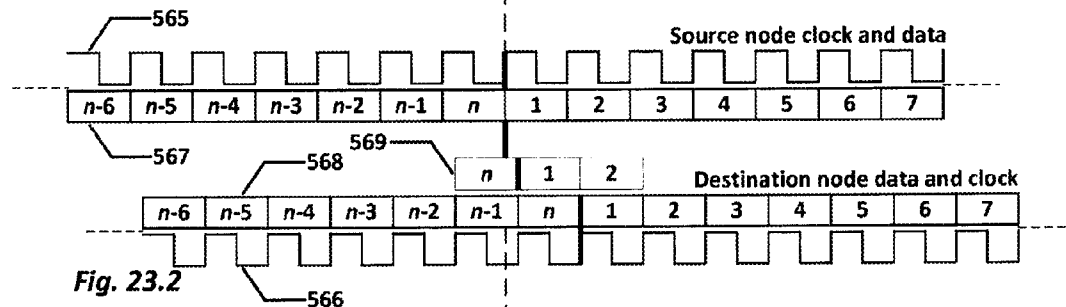 565
Source node clock and data
n-6 n-5 n-4 n-3 n-2 n-1 n 1 2 3 4 5 6 7
567
569
568
n 1 2
Destination node data and clock
n-6 n-5 n-4 n-3 n-2 n-1 n 1 2 3 4 5 6 7
Fig. 23.2
566